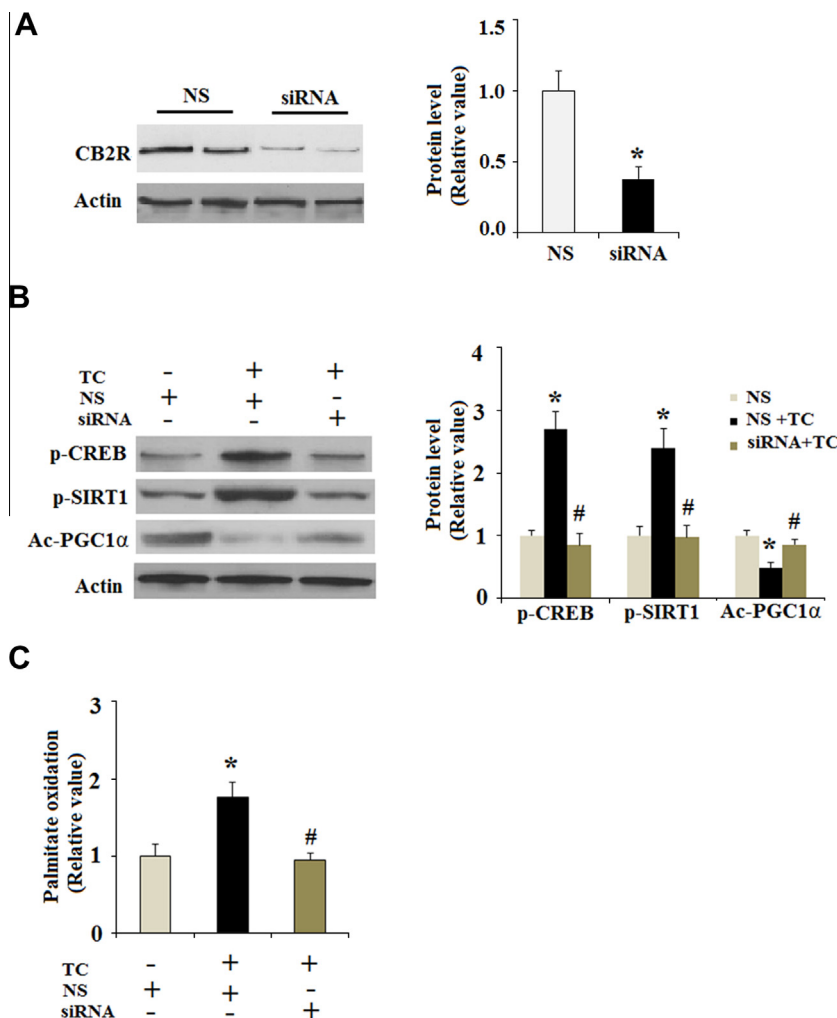 A
NS siRNA
CB2R
Actin
Protein level
(Relative value)
1.5
1.0
0.5
0.0
*
NS siRNA
B
TC - + +
NS + + -
siRNA - - +
p-CREB
p-SIRT1
Ac-PGC1α
Actin
Protein level
(Relative value)
4
3
2
1
0
* # * # * #
NS
NS +TC
siRNA+TC
p-CREB p-SIRT1 Ac-PGC1α
C
Palmitate oxidation
(Relative value)
3
2
1
0
* #
TC - + +
NS + + -
siRNA - - +